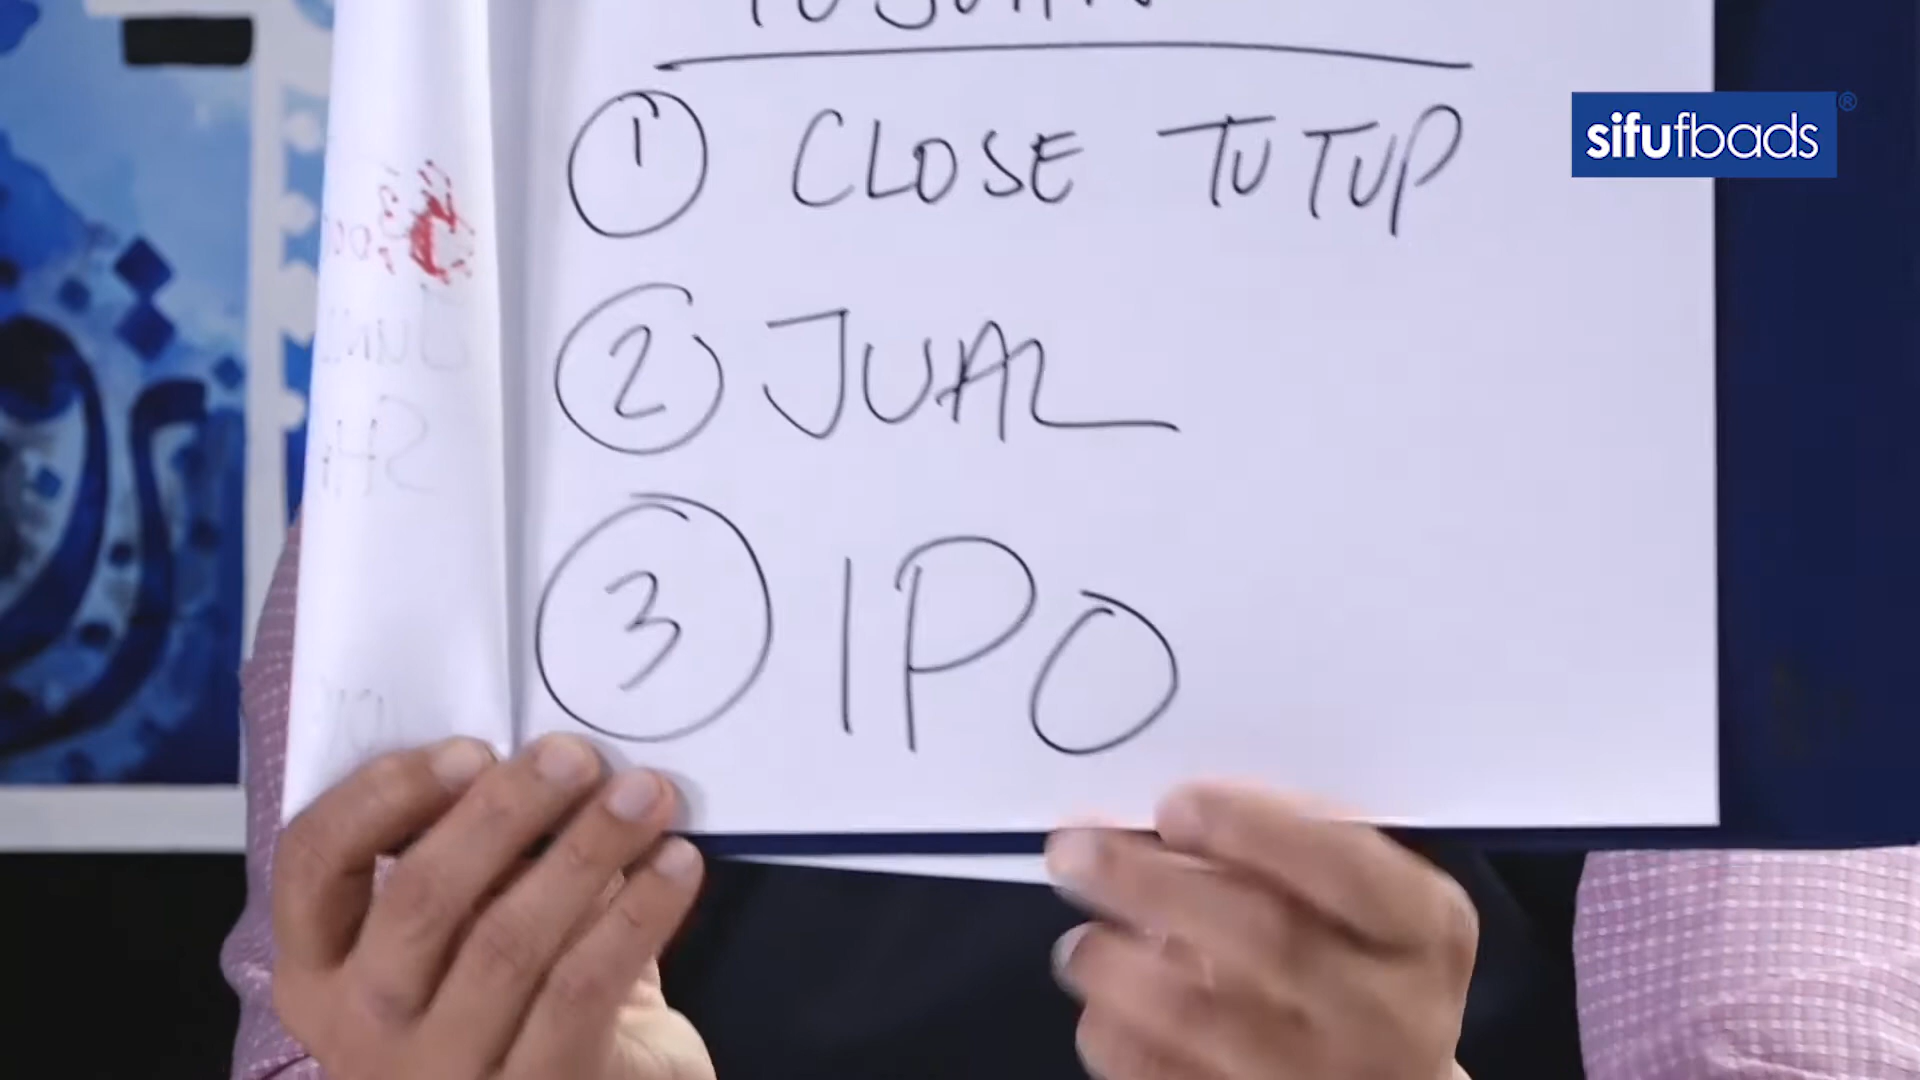 ① CLOSE TUTUP
② JUAL
③ IPO
sifufbads®